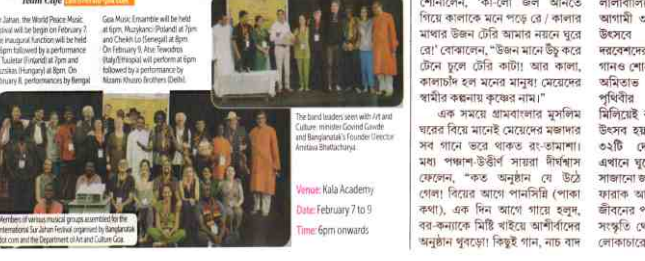 Team Cafe
Jahan, the World Peace Music
will be begin on February 7.
inaugural function will be held
6pm followed by a performance
Tuuletar (Finland) at 7pm and
(Hungary) at 8pm. On
February 8, performances by Bengal
Goa Music Ensamble will be held
at 6pm, Muzykanci (Poland) at 7pm
and Cheikh Lo (Senegal) at 8pm.
On February 9, Atse Tewodros
(Italy/Ethiopia) will perform at 6pm
followed by a performance by
Nizami Khusro Brothers (Delhi).
The band leaders seen with Art and
Culture minister Govind Gawde
and Banglanatak's Founder Director
Amitava Bhattacharya
Venue: Kala Academy
Date: February 7 to 9
Time: 6pm onwards
Members of various musical groups assembled for the
International Sur Jahan Festival organised by Banglanatak
dot com and the Department of Art and Culture Goa
শোনালেন, 'কা-লো জল আনতে
গিয়ে কালাকে মনে পড়ে রে / কালার
মাথার উজন টেরি আমার নয়নে ঘুরে
রে!' বোঝালেন, "উজন মানে উঁচু করে
টেনে চুলে টেরি কাটা! আর কালা,
কালাচাঁদ হল মনের মানুষ! মেয়েদের
স্বামীর কল্পনায় কৃষ্ণের নাম।"
এক সময়ে গ্রামবাংলার মুসলিম
ঘরের বিয়ে মানেই মেয়েদের মজাদার
সব গানে ভরে থাকত রং-তামাশা।
মধ্য পঞ্চাশ-উত্তীর্ণ সায়রা দীর্ঘশ্বাস
ফেলেন, "কত অনুষ্ঠান যে উঠে
গেল! বিয়ের আগে পানসিন্নি (পাকা
কথা), এক দিন আগে গায়ে হলুদ,
বর-কন্যাকে মিষ্টি খাইয়ে আশীর্বাদের
অনুষ্ঠান থুবড়ো! কিছুই গান, নাচ বাদ
আগামী
উৎসবে
দরবেশদের
গানও
অমিতাভ
পৃথিবীর
মিলিয়েই
উৎসব হয়
৩২টি
এখানে
সাজানো
ফারাক
জীবনের
সংস্কৃতি
লোকাচারে